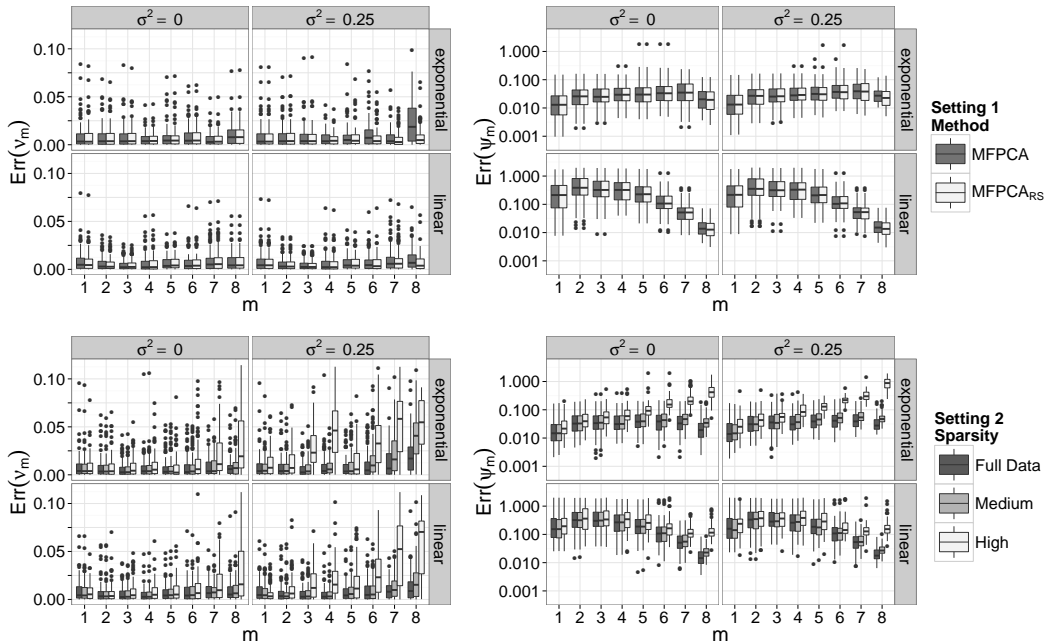 σ² = 0
σ² = 0.25
exponential
linear
Err(ν_m)
0.10
0.05
0.00
0.10
0.05
0.00
1 2 3 4 5 6 7 8
1 2 3 4 5 6 7 8
m
σ² = 0
σ² = 0.25
exponential
linear
Err(ψ_m)
1.000
0.100
0.010
0.001
1.000
0.100
0.010
0.001
1 2 3 4 5 6 7 8
1 2 3 4 5 6 7 8
m
Setting 1
Method
MFPCA
MFPCA_RS
σ² = 0
σ² = 0.25
exponential
linear
Err(ν_m)
0.10
0.05
0.00
0.10
0.05
0.00
1 2 3 4 5 6 7 8
1 2 3 4 5 6 7 8
m
σ² = 0
σ² = 0.25
exponential
linear
Err(ψ_m)
1.000
0.100
0.010
0.001
1.000
0.100
0.010
0.001
1 2 3 4 5 6 7 8
1 2 3 4 5 6 7 8
m
Setting 2
Sparsity
Full Data
Medium
High